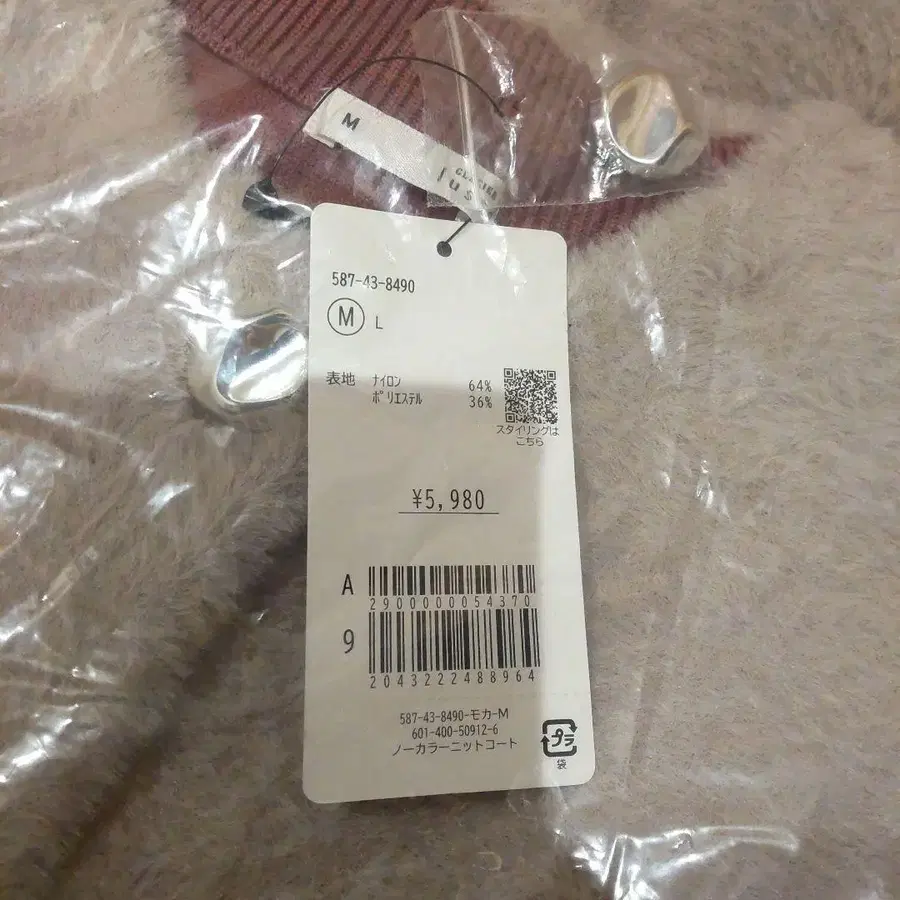 M
GLACIER
lus
587-43-8490
M L
表地 ナイロン 64%
ポリエステル 36%
スタイリングは
こちら
¥5,980
A
2900000054370
9
2043222488964
587-43-8490-モカ-M
601-400-50912-6
ノーカラーニットコート
プラ
袋